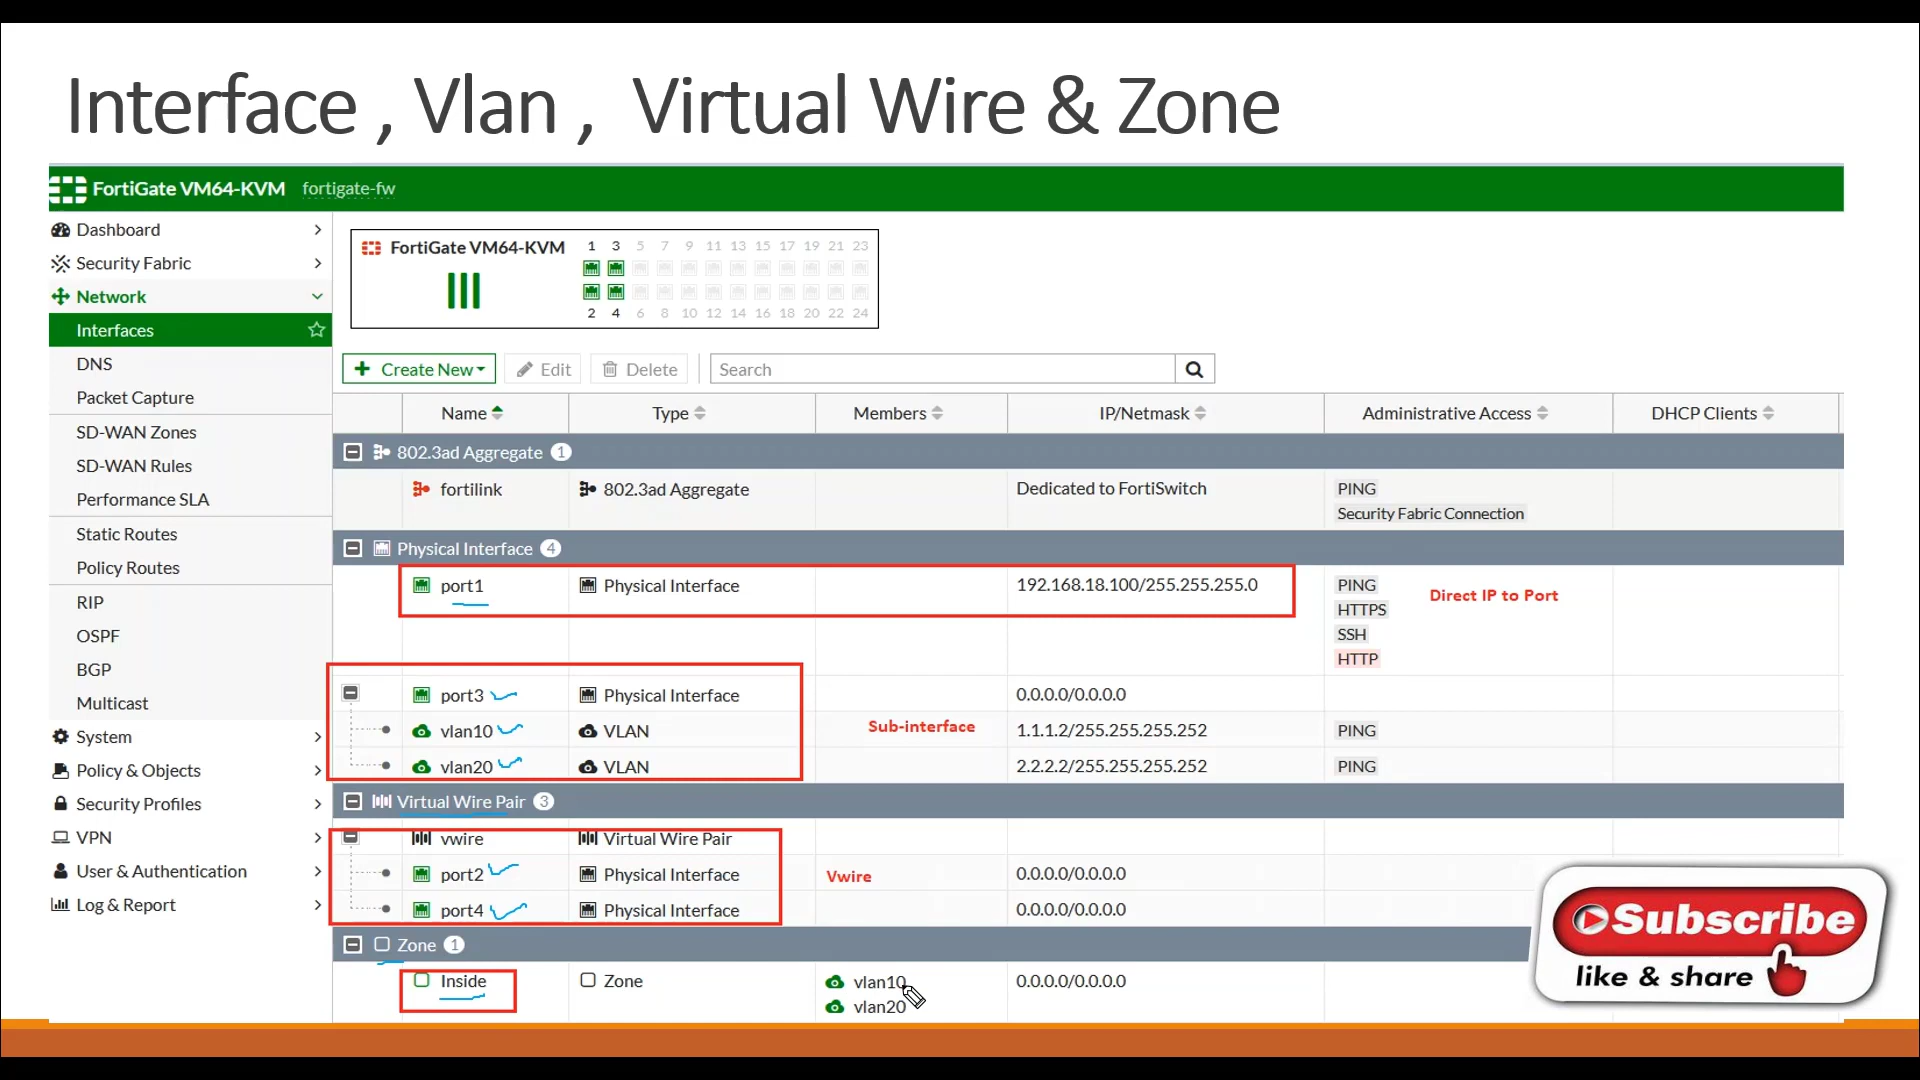 Interface , Vlan ,  Virtual Wire & Zone
FortiGate VM64-KVM fortigate-fw
Dashboard
Security Fabric
Network
Interfaces
DNS
Packet Capture
SD-WAN Zones
SD-WAN Rules
Performance SLA
Static Routes
Policy Routes
RIP
OSPF
BGP
Multicast
System
Policy & Objects
Security Profiles
VPN
User & Authentication
Log & Report
FortiGate VM64-KVM
1 3 5 7 9 11 13 15 17 19 21 23
2 4 6 8 10 12 14 16 18 20 22 24
Create New Edit Delete Search
Name Type Members IP/Netmask Administrative Access DHCP Clients
802.3ad Aggregate 1
fortilink 802.3ad Aggregate Dedicated to FortiSwitch PING
Security Fabric Connection
Physical Interface 4
port1 Physical Interface 192.168.18.100/255.255.255.0 PING Direct IP to Port
HTTPS
SSH
HTTP
port3 Physical Interface 0.0.0.0/0.0.0.0
vlan10 VLAN Sub-interface 1.1.1.2/255.255.255.252 PING
vlan20 VLAN 2.2.2.2/255.255.255.252 PING
Virtual Wire Pair 3
vwire Virtual Wire Pair
port2 Physical Interface Vwire 0.0.0.0/0.0.0.0
port4 Physical Interface 0.0.0.0/0.0.0.0
Zone 1
Inside Zone vlan10 0.0.0.0/0.0.0.0
vlan20
Subscribe
like & share